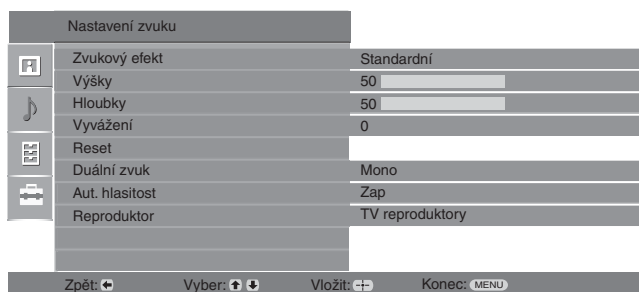 Nastavení zvuku
Zvukový efekt Standardní
Výšky 50
Hloubky 50
Vyvážení 0
Reset
Duální zvuk Mono
Aut. hlasitost Zap
Reproduktor TV reproduktory
Zpět: Vyber: Vložit: Konec: MENU